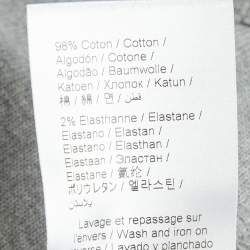 98% Coton / Cotton /
Algodón / Cotone /
Algodão / Baumwolle /
Katoen / Хлопок / Katun /
棉 / 綿 / 면 / قطن /
2% Elasthanne / Elastane /
Elastano / Elastan /
Elastano / Elasthan /
Elastaan / Эластан /
Elastane / 氨纶 /
ポリウレタン / 엘라스틴 /
Lavage et repassage sur
l'envers / Wash and iron on
lavado y planchado